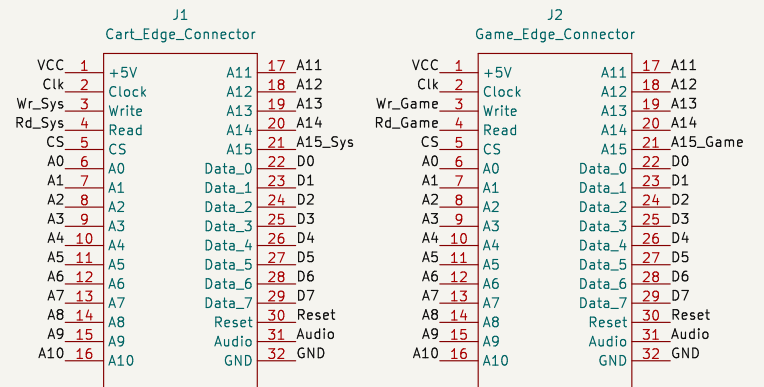 J1 J2
Cart_Edge_Connector Game_Edge_Connector
VCC 1 +5V A11 17 A11 VCC 1 +5V A11 17 A11
Clk 2 Clock A12 18 A12 Clk 2 Clock A12 18 A12
Wr_Sys 3 Write A13 19 A13 Wr_Game 3 Write A13 19 A13
Rd_Sys 4 Read A14 20 A14 Rd_Game 4 Read A14 20 A14
CS 5 CS A15 21 A15_Sys CS 5 CS A15 21 A15_Game
A0 6 A0 Data_0 22 D0 A0 6 A0 Data_0 22 D0
A1 7 A1 Data_1 23 D1 A1 7 A1 Data_1 23 D1
A2 8 A2 Data_2 24 D2 A2 8 A2 Data_2 24 D2
A3 9 A3 Data_3 25 D3 A3 9 A3 Data_3 25 D3
A4 10 A4 Data_4 26 D4 A4 10 A4 Data_4 26 D4
A5 11 A5 Data_5 27 D5 A5 11 A5 Data_5 27 D5
A6 12 A6 Data_6 28 D6 A6 12 A6 Data_6 28 D6
A7 13 A7 Data_7 29 D7 A7 13 A7 Data_7 29 D7
A8 14 A8 Reset 30 Reset A8 14 A8 Reset 30 Reset
A9 15 A9 Audio 31 Audio A9 15 A9 Audio 31 Audio
A10 16 A10 GND 32 GND A10 16 A10 GND 32 GND